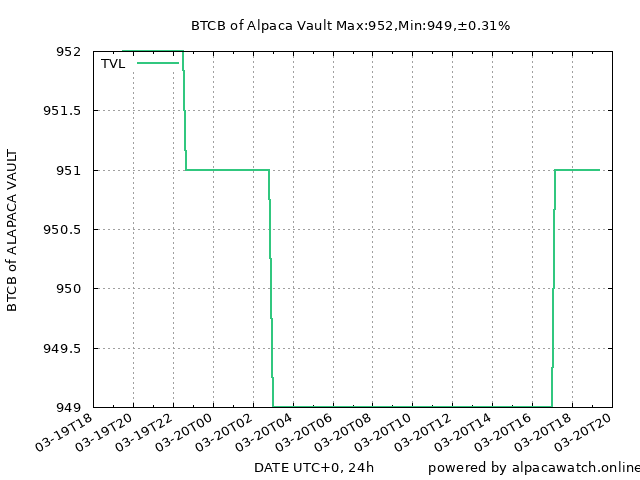 BTCB of Alpaca Vault Max:952,Min:949,±0.31%
BTCB of ALAPACA VAULT
TVL
952
951.5
951
950.5
950
949.5
949
03-19T18
03-19T20
03-19T22
03-20T00
03-20T02
03-20T04
03-20T06
03-20T08
03-20T10
03-20T12
03-20T14
03-20T16
03-20T18
03-20T20
DATE UTC+0, 24h
powered by alpacawatch.online